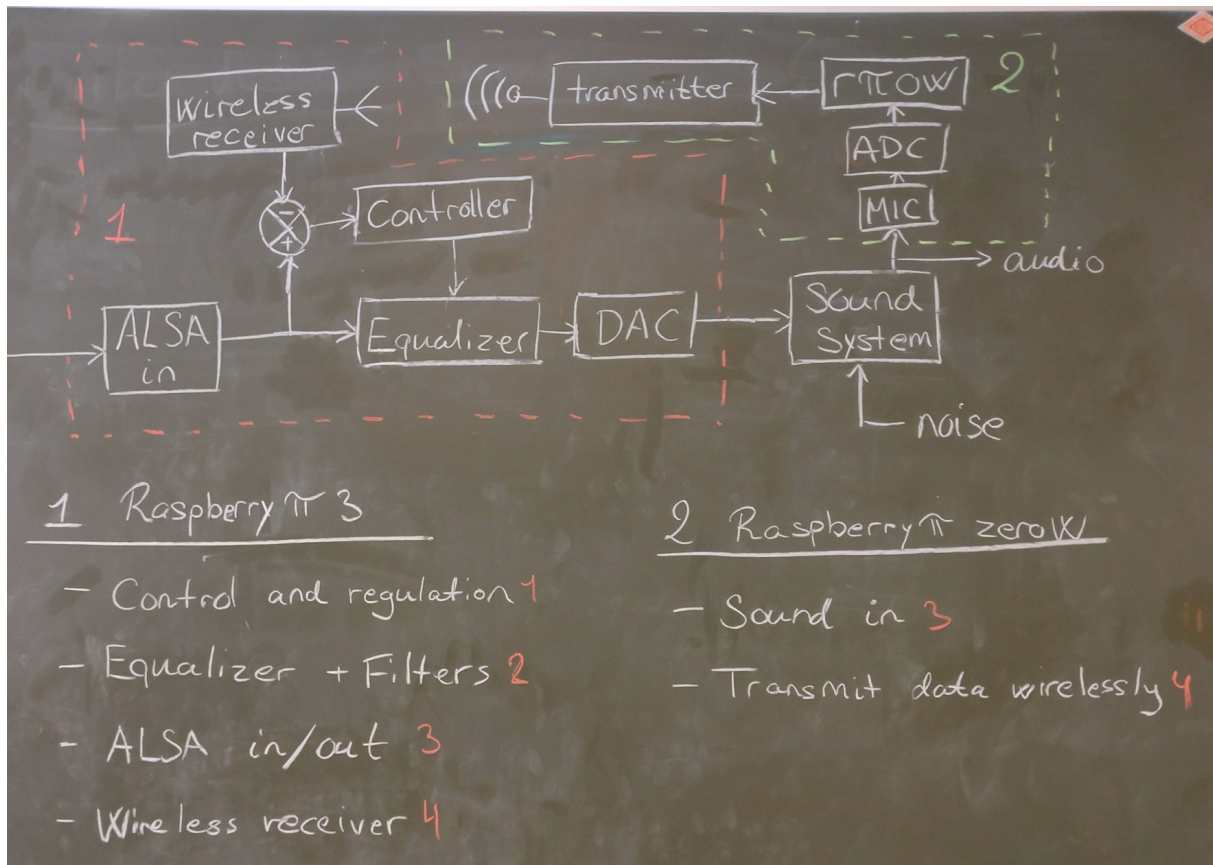 wireless
receiver
transmitter
rπ0W
2
ADC
MIC
1
-
+
Controller
audio
ALSA
in
Equalizer
DAC
Sound
System
noise
1 Raspberry π 3
- Control and regulation 1
- Equalizer + Filters 2
- ALSA in/out 3
- Wireless receiver 4
2 Raspberry π zero W
- Sound in 3
- Transmit data wirelessly 4